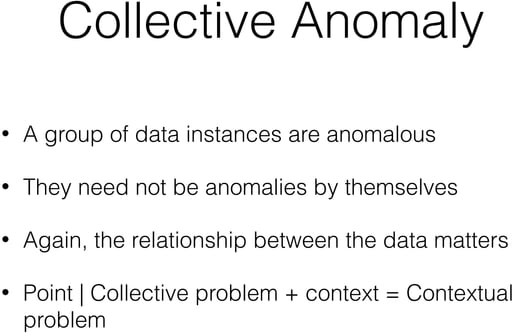 Collective Anomaly
• A group of data instances are anomalous
• They need not be anomalies by themselves
• Again, the relationship between the data matters
• Point | Collective problem + context = Contextual
problem